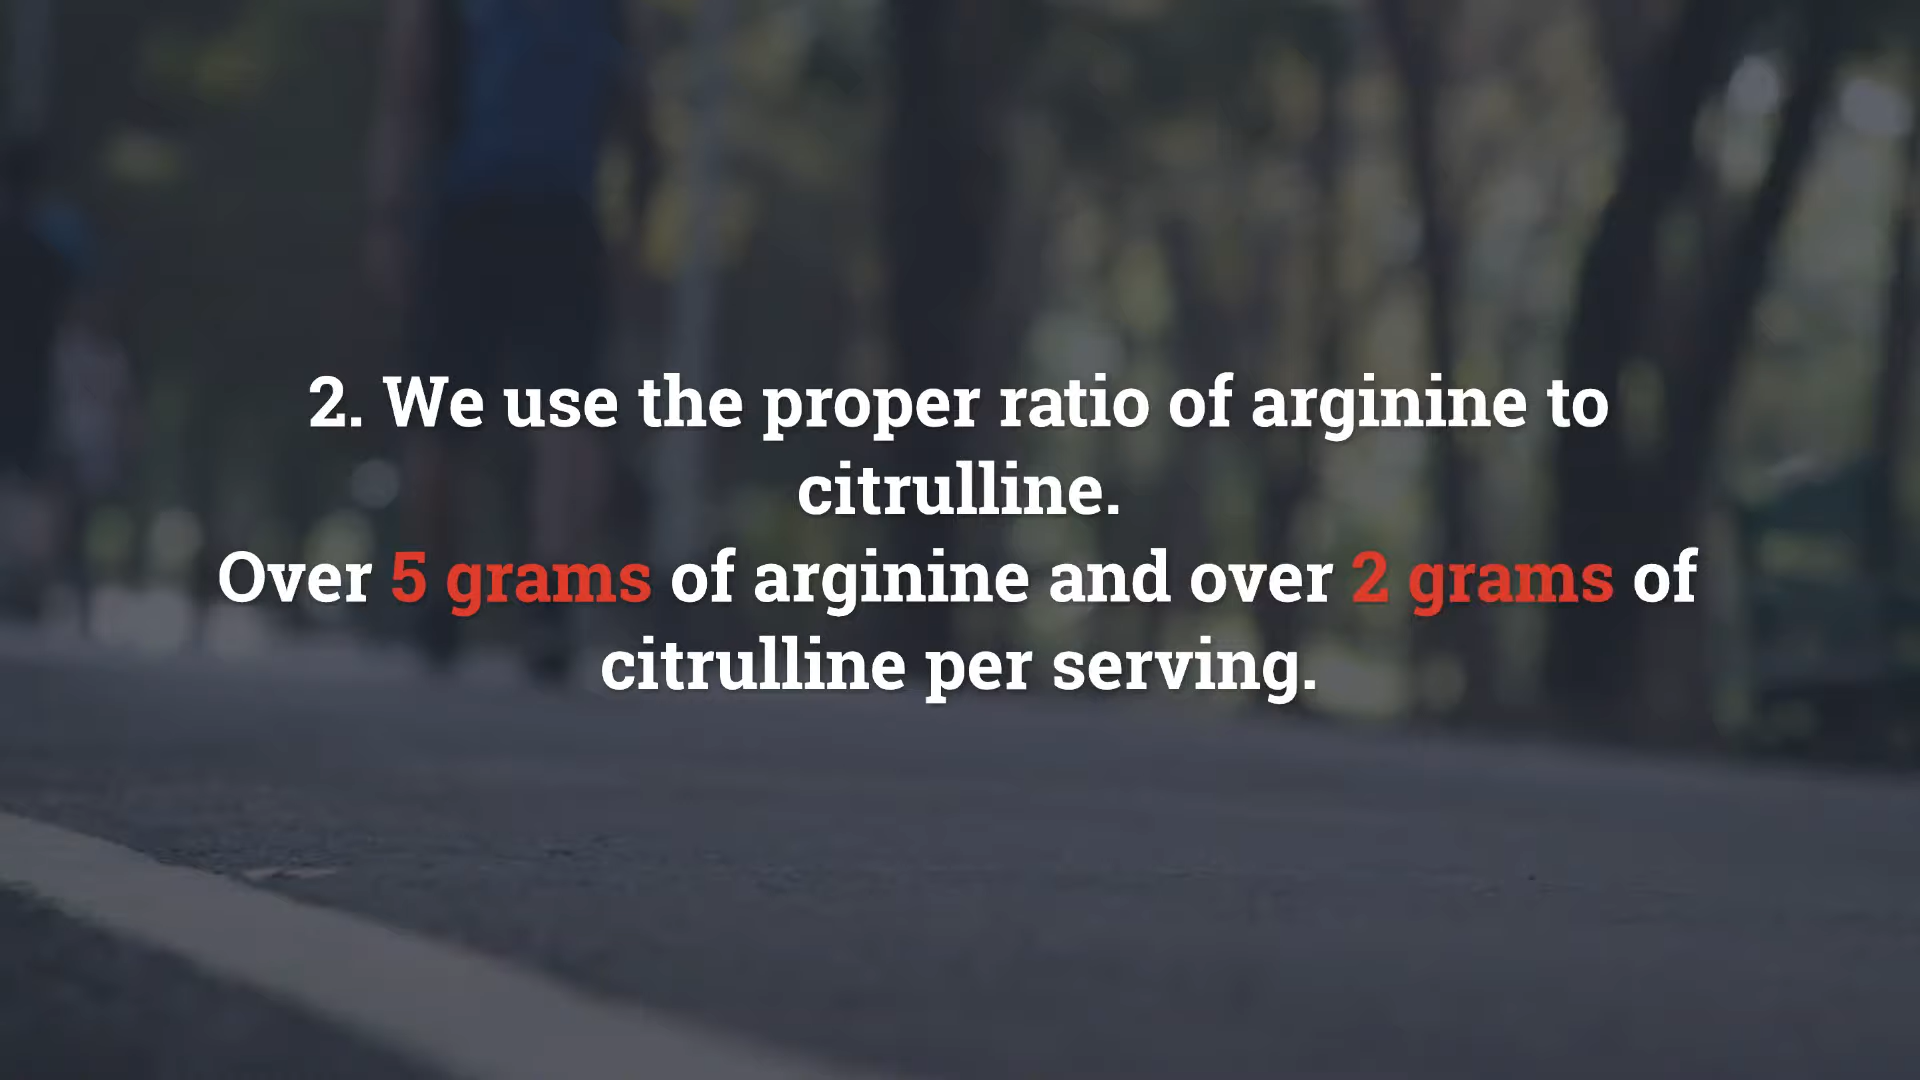 2. We use the proper ratio of arginine to
citrulline.
Over 5 grams of arginine and over 2 grams of
citrulline per serving.